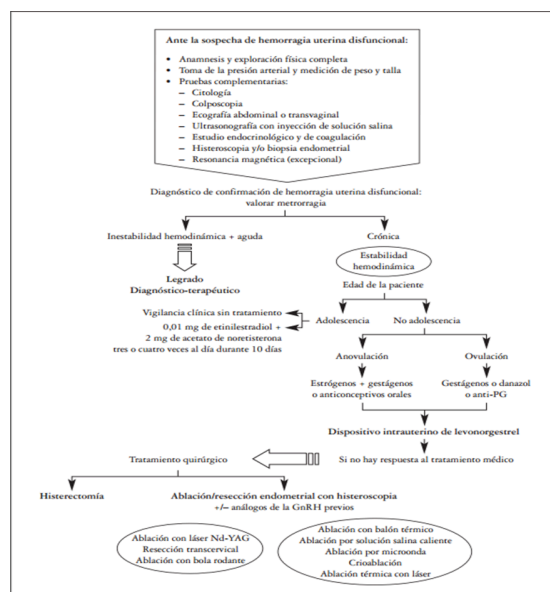 Ante la sospecha de hemorragia uterina disfuncional:
• Anamnesis y exploración física completa
• Toma de la presión arterial y medición de peso y talla
• Pruebas complementarias:
– Citología
– Colposcopia
– Ecografía abdominal o transvaginal
– Ultrasonografía con inyección de solución salina
– Estudio endocrinológico y de coagulación
– Histeroscopia y/o biopsia endometrial
– Resonancia magnética (excepcional)
Diagnóstico de confirmación de hemorragia uterina disfuncional:
valorar metrorragia
Inestabilidad hemodinámica + aguda
Crónica
Legrado
Diagnóstico-terapéutico
Estabilidad
hemodinámica
Edad de la paciente
Vigilancia clínica sin tratamiento
0,01 mg de etinilestradiol +
2 mg de acetato de noretisterona
tres o cuatro veces al día durante 10 días
Adolescencia
No adolescencia
Anovulación
Ovulación
Estrógenos + gestágenos
o anticonceptivos orales
Gestágenos o danazol
o anti-PG
Dispositivo intrauterino de levonorgestrel
Tratamiento quirúrgico
Si no hay respuesta al tratamiento médico
Histerectomía
Ablación/resección endometrial con histeroscopia
+/– análogos de la GnRH previos
Ablación con láser Nd-YAG
Resección transcervical
Ablación con bola rodante
Ablación con balón térmico
Ablación por solución salina caliente
Ablación por microonda
Crioablación
Ablación térmica con láser